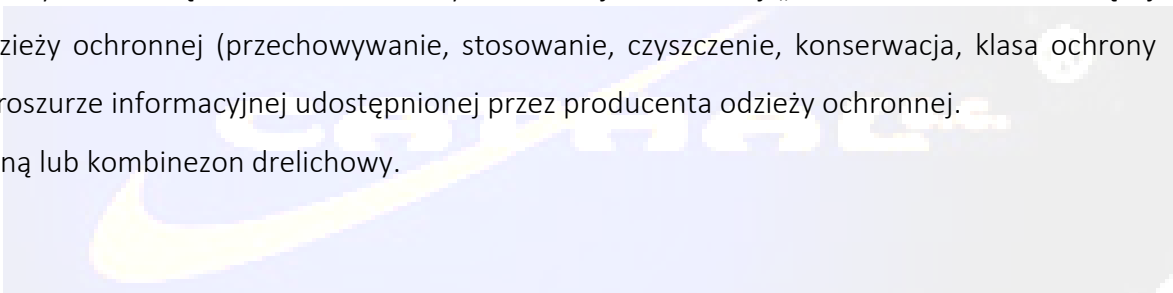 zieży ochronnej (przechowywanie, stosowanie, czyszczenie, konserwacja, klasa ochrony
roszurze informacyjnej udostępnionej przez producenta odzieży ochronnej.
ną lub kombinezon drelichowy.